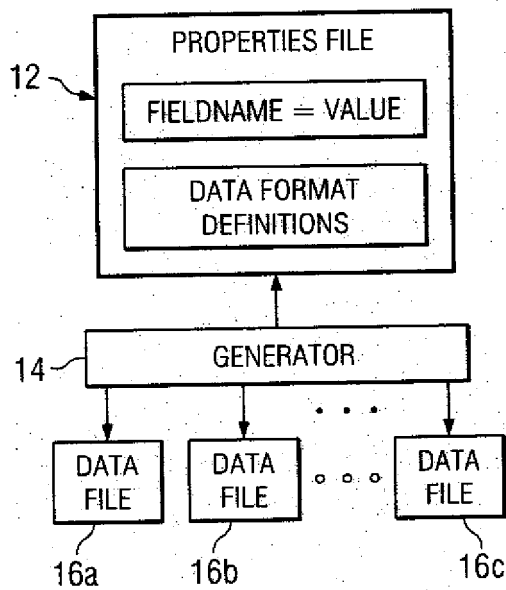 PROPERTIES FILE
12
FIELDNAME = VALUE
DATA FORMAT
DEFINITIONS
14
GENERATOR
DATA
FILE
DATA
FILE
DATA
FILE
16a
16b
16c